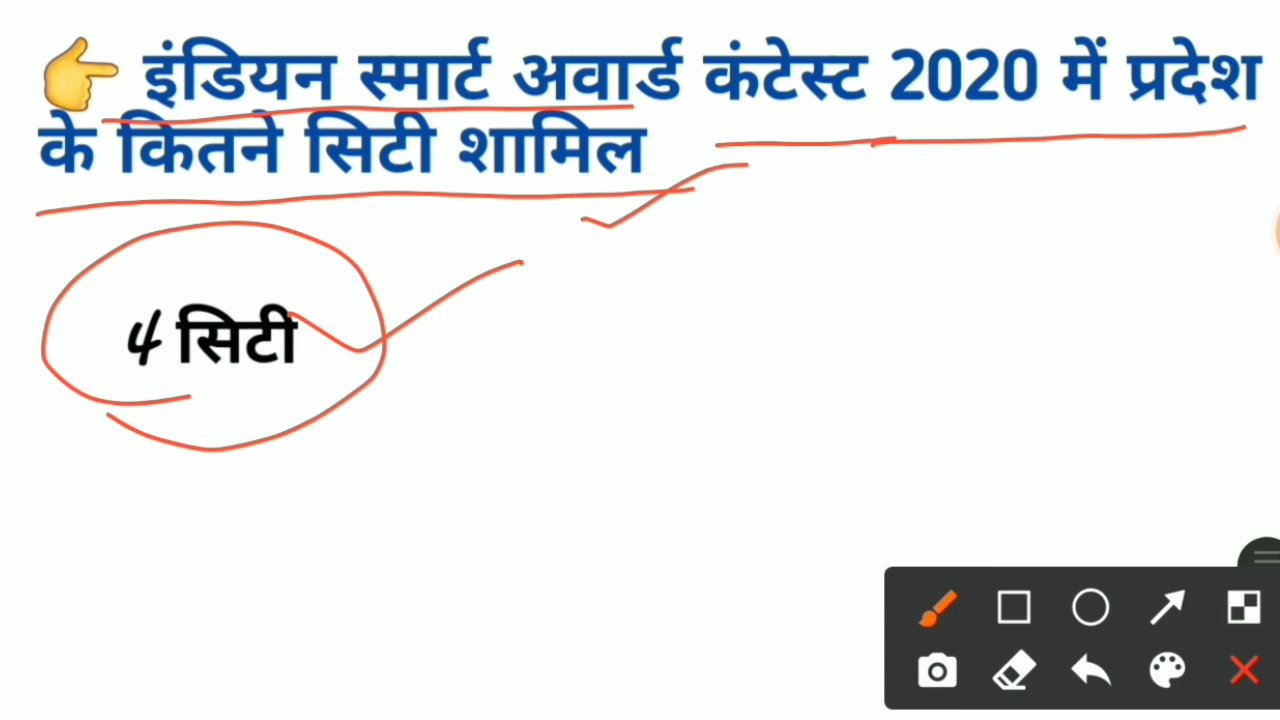 👉 इंडियन स्मार्ट अवार्ड कंटेस्ट 2020 में प्रदेश
के कितने सिटी शामिल
4 सिटी